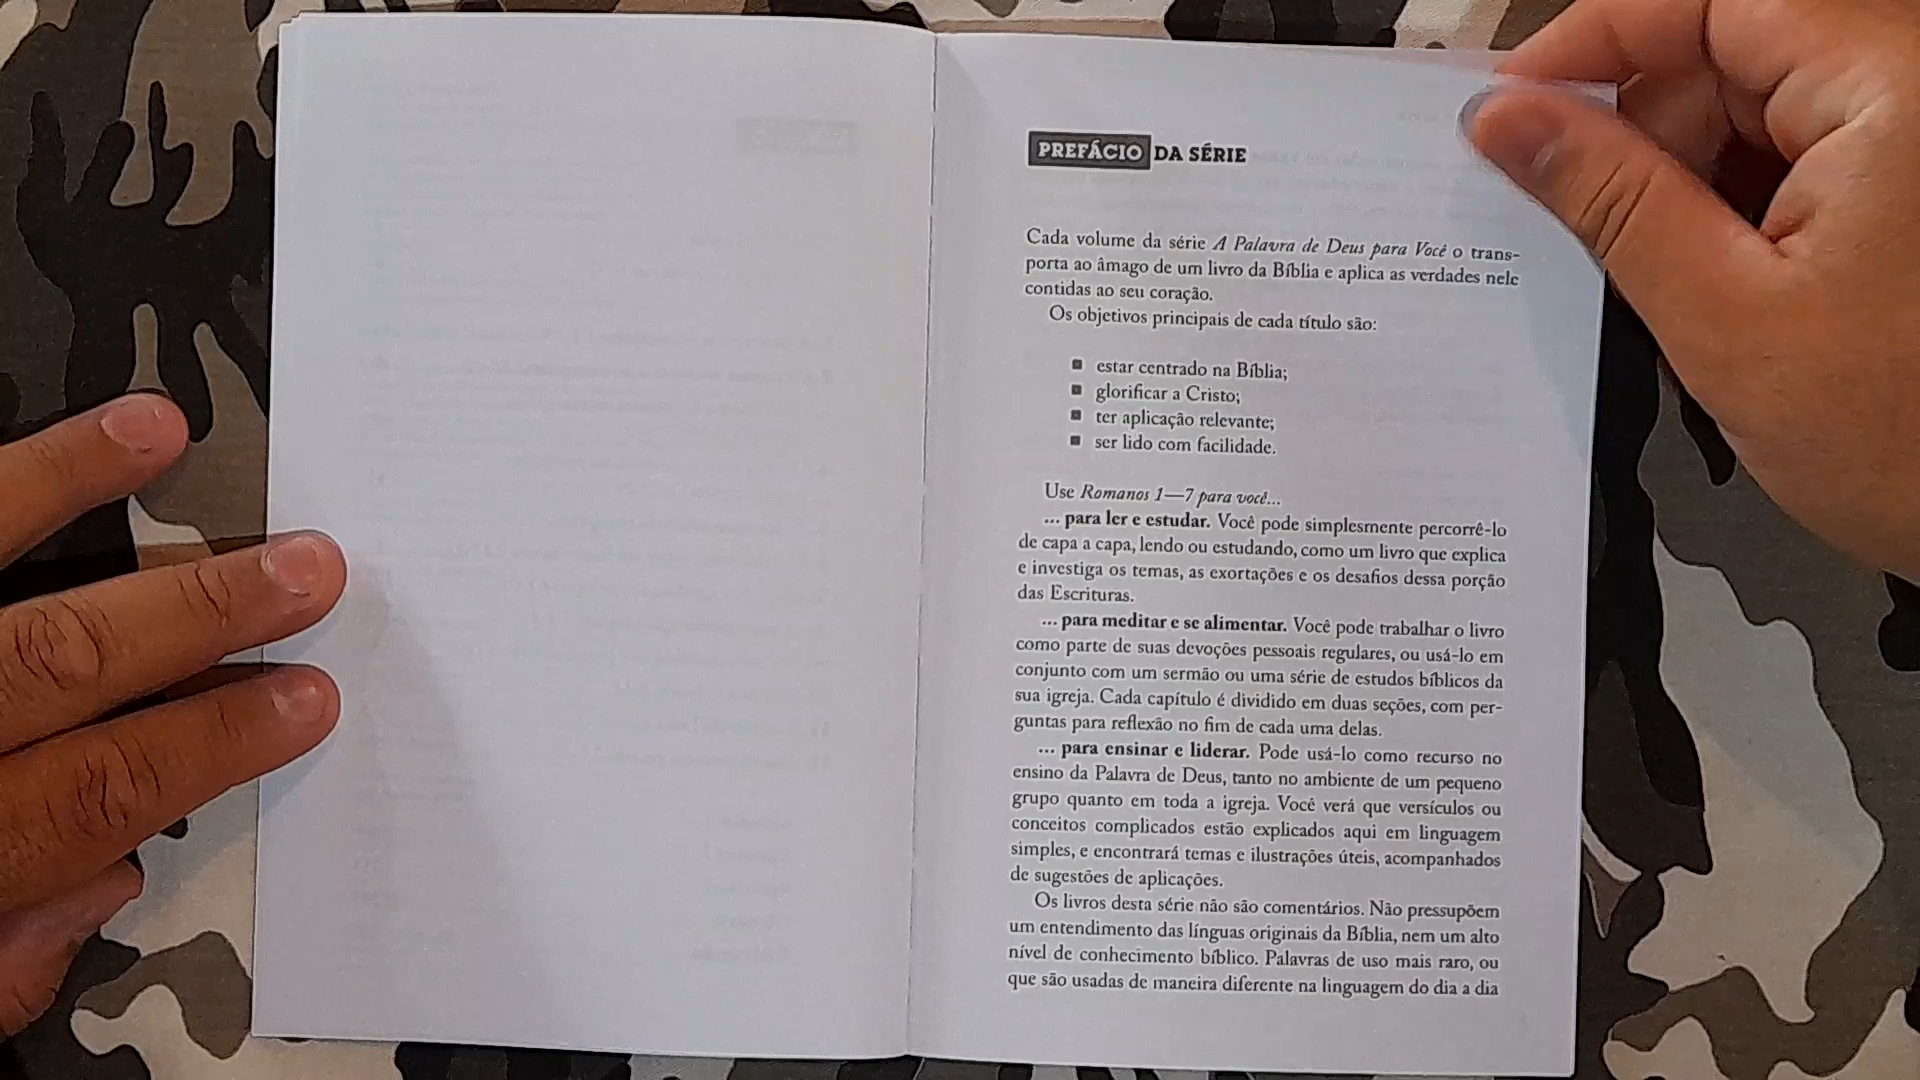 PREFÁCIO DA SÉRIE
Cada volume da série A Palavra de Deus para Você o trans-
porta ao âmago de um livro da Bíblia e aplica as verdades nele
contidas ao seu coração.
Os objetivos principais de cada título são:
■ estar centrado na Bíblia;
■ glorificar a Cristo;
■ ter aplicação relevante;
■ ser lido com facilidade.
Use Romanos 1—7 para você...
... para ler e estudar. Você pode simplesmente percorrê-lo
de capa a capa, lendo ou estudando, como um livro que explica
e investiga os temas, as exortações e os desafios dessa porção
das Escrituras.
... para meditar e se alimentar. Você pode trabalhar o livro
como parte de suas devoções pessoais regulares, ou usá-lo em
conjunto com um sermão ou uma série de estudos bíblicos da
sua igreja. Cada capítulo é dividido em duas seções, com per-
guntas para reflexão no fim de cada uma delas.
... para ensinar e liderar. Pode usá-lo como recurso no
ensino da Palavra de Deus, tanto no ambiente de um pequeno
grupo quanto em toda a igreja. Você verá que versículos ou
conceitos complicados estão explicados aqui em linguagem
simples, e encontrará temas e ilustrações úteis, acompanhados
de sugestões de aplicações.
Os livros desta série não são comentários. Não pressupõem
um entendimento das línguas originais da Bíblia, nem um alto
nível de conhecimento bíblico. Palavras de uso mais raro, ou
que são usadas de maneira diferente na linguagem do dia a dia